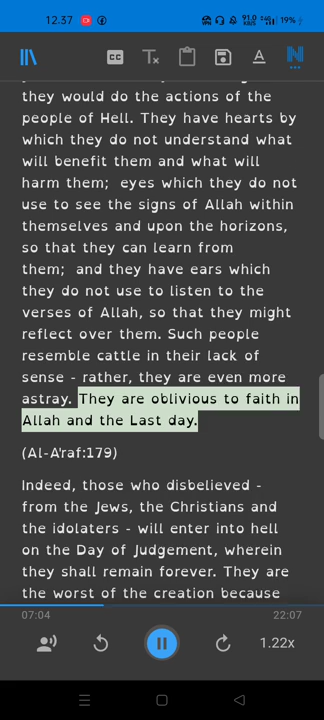 12.37 91.0 KB/S 19%
CC
they would do the actions of the
people of Hell. They have hearts by
which they do not understand what
will benefit them and what will
harm them;  eyes which they do not
use to see the signs of Allah within
themselves and upon the horizons,
so that they can learn from
them;  and they have ears which
they do not use to listen to the
verses of Allah, so that they might
reflect over them. Such people
resemble cattle in their lack of
sense - rather, they are even more
astray. They are oblivious to faith in
Allah and the Last day.
(Al-A'raf:179)
Indeed, those who disbelieved -
from the Jews, the Christians and
the idolaters - will enter into hell
on the Day of Judgement, wherein
they shall remain forever. They are
the worst of the creation because
07:04 22:07
1.22x